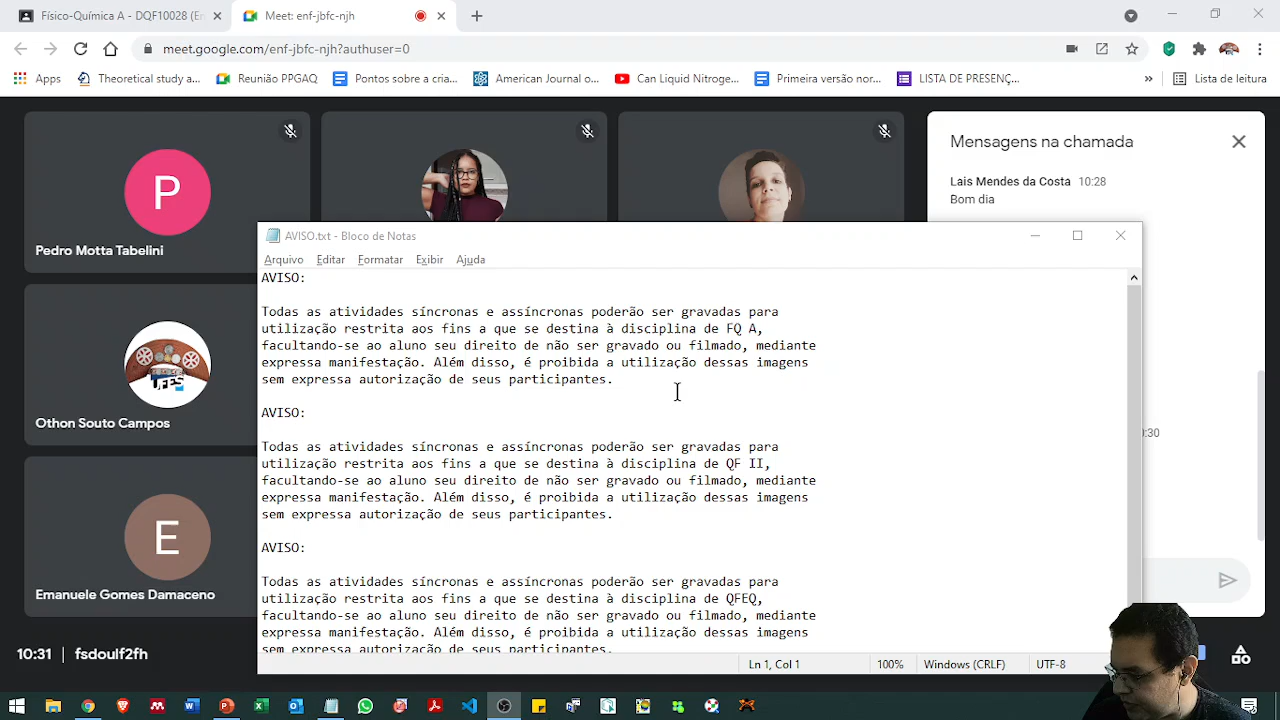 Físico-Química A - DQF10028 (En
Meet: enf-jbfc-njh
meet.google.com/enf-jbfc-njh?authuser=0
Apps
Theoretical study a...
Reunião PPGAQ
Pontos sobre a cria...
American Journal o...
Can Liquid Nitroge...
Primeira versão nor...
LISTA DE PRESENÇ...
»
Lista de leitura
P
Pedro Motta Tabelini
Mensagens na chamada
Lais Mendes da Costa 10:28
Bom dia
UFES
Othon Souto Campos
:30
E
Emanuele Gomes Damaceno
10:31 | fsdoulf2fh
AVISO.txt - Bloco de Notas
Arquivo Editar Formatar Exibir Ajuda
AVISO:
Todas as atividades síncronas e assíncronas poderão ser gravadas para
utilização restrita aos fins a que se destina à disciplina de FQ A,
facultando-se ao aluno seu direito de não ser gravado ou filmado, mediante
expressa manifestação. Além disso, é proibida a utilização dessas imagens
sem expressa autorização de seus participantes.
AVISO:
Todas as atividades síncronas e assíncronas poderão ser gravadas para
utilização restrita aos fins a que se destina à disciplina de QF II,
facultando-se ao aluno seu direito de não ser gravado ou filmado, mediante
expressa manifestação. Além disso, é proibida a utilização dessas imagens
sem expressa autorização de seus participantes.
AVISO:
Todas as atividades síncronas e assíncronas poderão ser gravadas para
utilização restrita aos fins a que se destina à disciplina de QFEQ,
facultando-se ao aluno seu direito de não ser gravado ou filmado, mediante
expressa manifestação. Além disso, é proibida a utilização dessas imagens
sem expressa autorização de seus participantes.
Ln 1, Col 1
100%
Windows (CRLF)
UTF-8